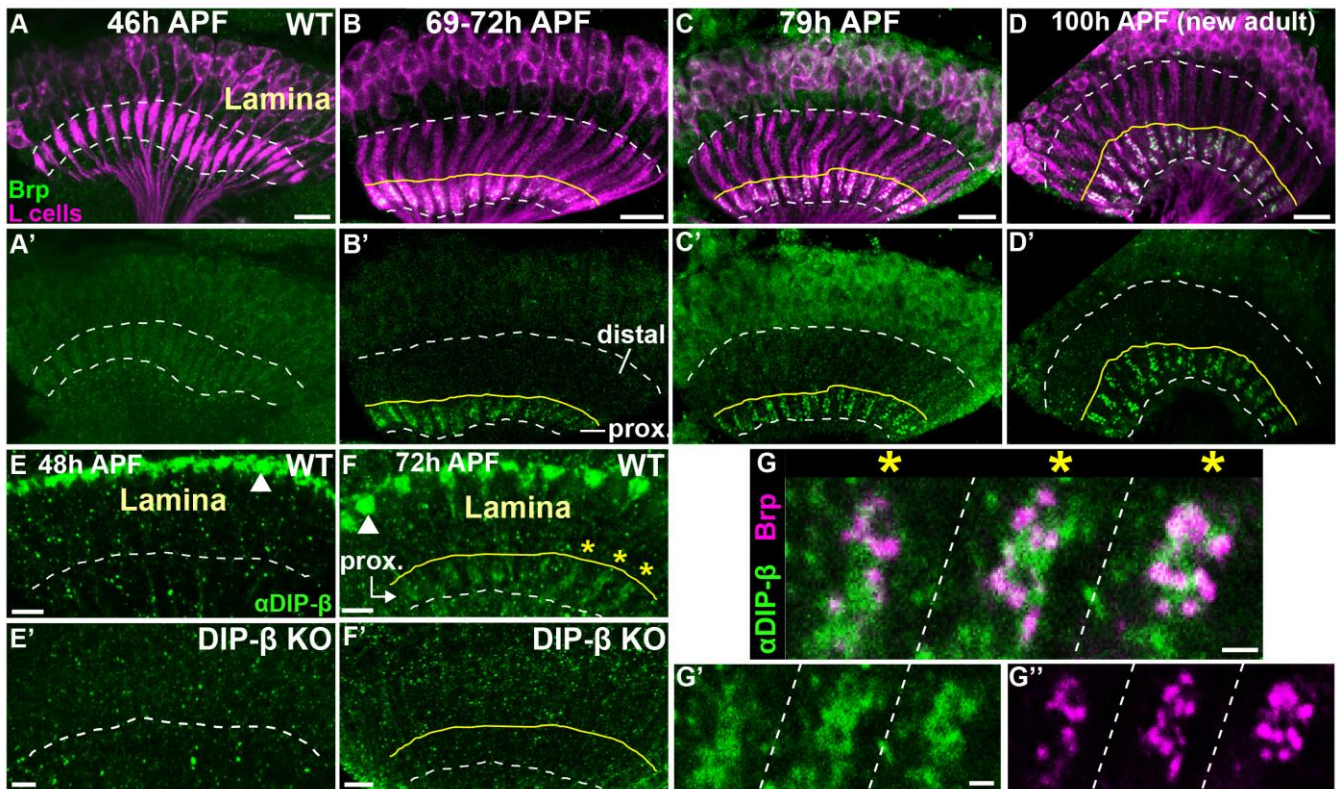 A 46h APF WT
Lamina
Brp
L cells
B 69-72h APF
C 79h APF
D 100h APF (new adult)
A’
B’
distal
prox.
C’
D’
E 48h APF WT
Lamina
αDIP-β
F 72h APF WT
Lamina
prox.
* * *
G * * *
αDIP-β Brp
E’ DIP-β KO
F’ DIP-β KO
G’
G’’